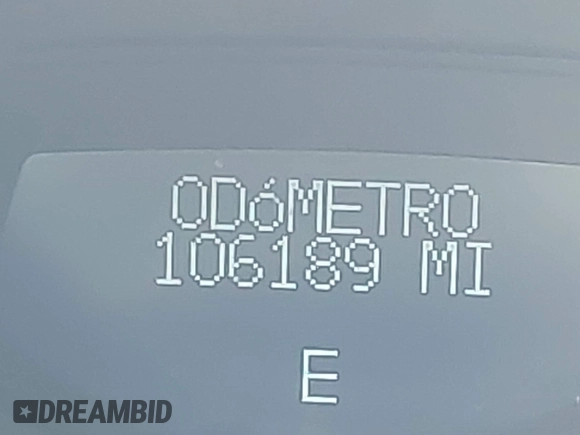 ODóMETRO
106189 MI
E
DREAMBID